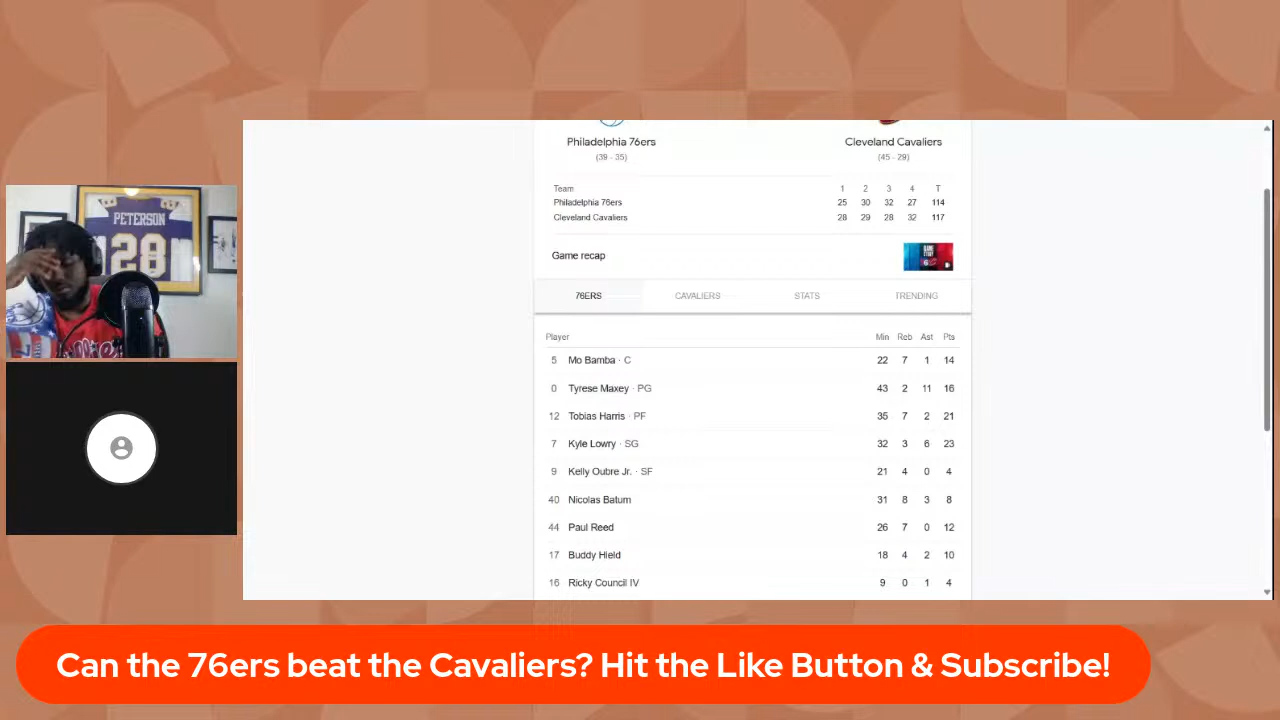 PETERSON
28
Philadelphia 76ers
(39 - 35)
Cleveland Cavaliers
(45 - 29)
Team 1 2 3 4 T
Philadelphia 76ers 25 30 32 27 114
Cleveland Cavaliers 28 29 28 32 117
Game recap
76ERS CAVALIERS STATS TRENDING
Player Min Reb Ast Pts
5 Mo Bamba · C 22 7 1 14
0 Tyrese Maxey · PG 43 2 11 16
12 Tobias Harris · PF 35 7 2 21
7 Kyle Lowry · SG 32 3 6 23
9 Kelly Oubre Jr. · SF 21 4 0 4
40 Nicolas Batum 31 8 3 8
44 Paul Reed 26 7 0 12
17 Buddy Hield 18 4 2 10
16 Ricky Council IV 9 0 1 4
Can the 76ers beat the Cavaliers? Hit the Like Button & Subscribe!